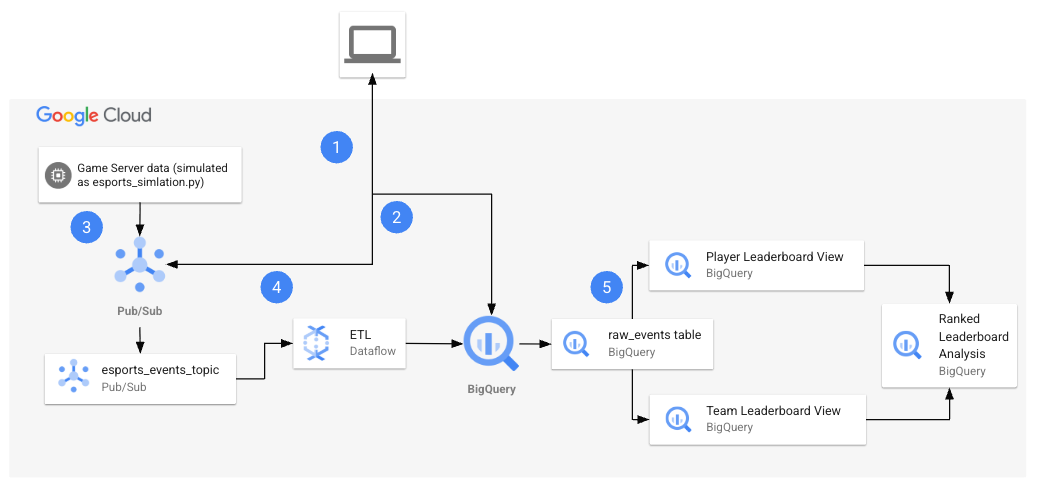 Google Cloud
1
Game Server data (simulated
as esports_simlation.py)
2
3
4
5
Pub/Sub
esports_events_topic
Pub/Sub
ETL
Dataflow
BigQuery
raw_events table
BigQuery
Player Leaderboard View
BigQuery
Team Leaderboard View
BigQuery
Ranked
Leaderboard
Analysis
BigQuery